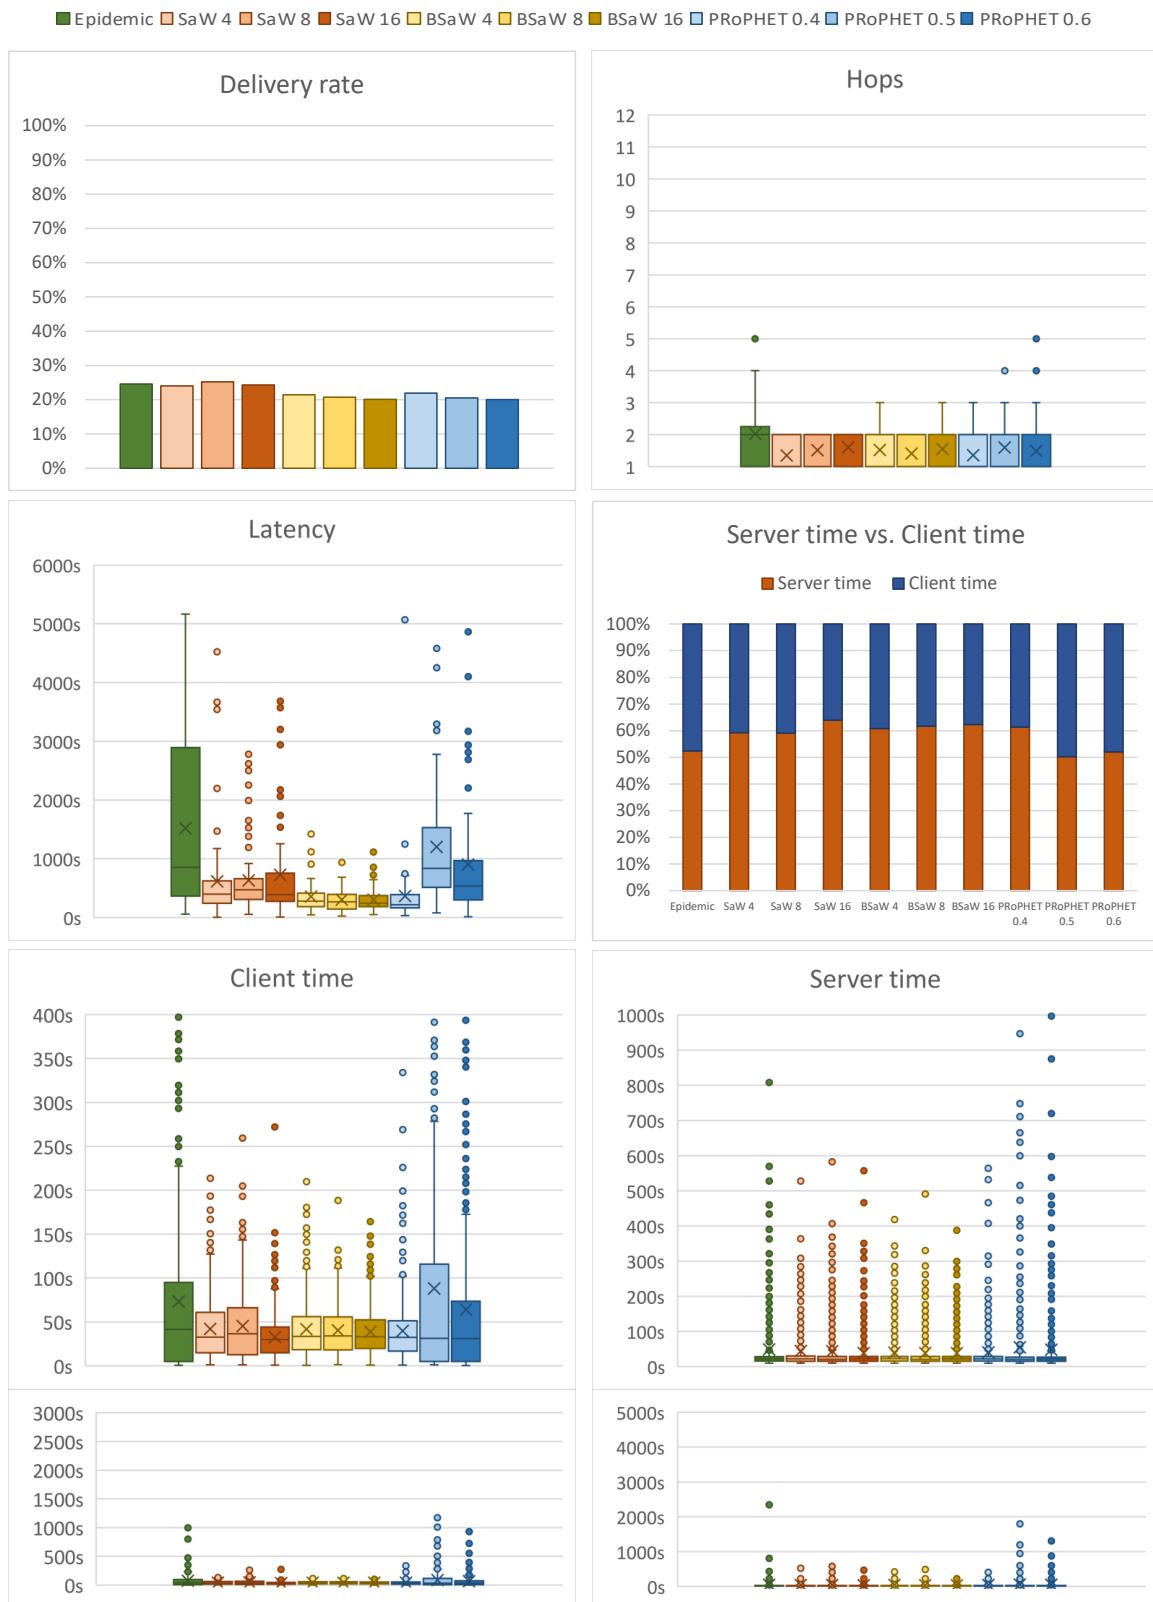 Epidemic SaW 4 SaW 8 SaW 16 BSaW 4 BSaW 8 BSaW 16 PRoPHET 0.4 PRoPHET 0.5 PRoPHET 0.6
Delivery rate
100%
90%
80%
70%
60%
50%
40%
30%
20%
10%
0%
Hops
12
11
10
9
8
7
6
5
4
3
2
1
Latency
6000s
5000s
4000s
3000s
2000s
1000s
0s
Server time vs. Client time
Server time Client time
100%
90%
80%
70%
60%
50%
40%
30%
20%
10%
0%
Epidemic SaW 4 SaW 8 SaW 16 BSaW 4 BSaW 8 BSaW 16 PRoPHET PRoPHET PRoPHET
0.4 0.5 0.6
Client time
400s
350s
300s
250s
200s
150s
100s
50s
0s
3000s
2500s
2000s
1500s
1000s
500s
0s
Server time
1000s
900s
800s
700s
600s
500s
400s
300s
200s
100s
0s
5000s
4000s
3000s
2000s
1000s
0s